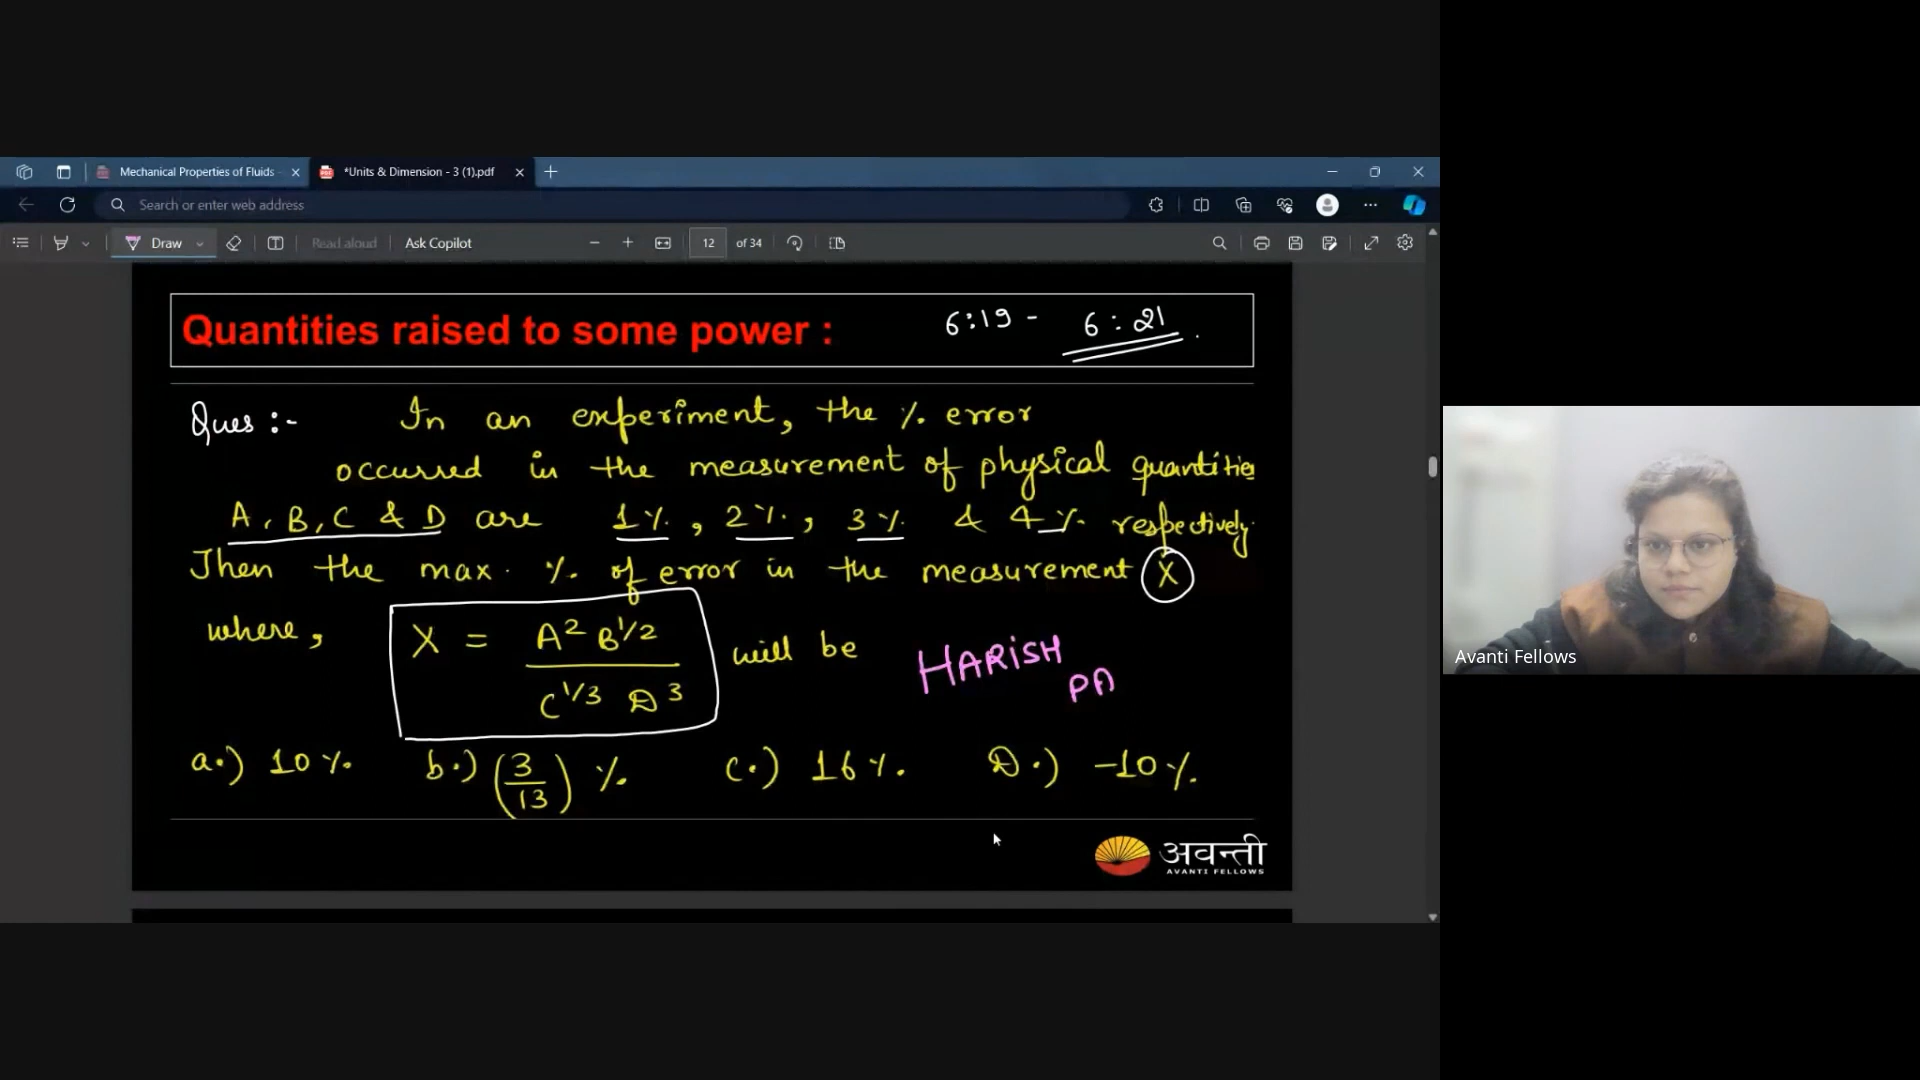 Mechanical Properties of Fluids
*Units & Dimension - 3 (1).pdf
Search or enter web address
Draw
Read aloud
Ask Copilot
12 of 34
Quantities raised to some power :
6:19 - 6:21.
Ques :- In an experiment, the % error
occurred in the measurement of physical quantities
A, B, C & D are 1%, 2%, 3% & 4% respectively.
Then the max. % of error in the measurement X
where, X = A² B^1/2 / C^1/3 D³ will be
HARISH
PA
a.) 10%. b.) (3/13) %. c.) 16%. D.) -10%.
अवन्ती
AVANTI FELLOWS
Avanti Fellows